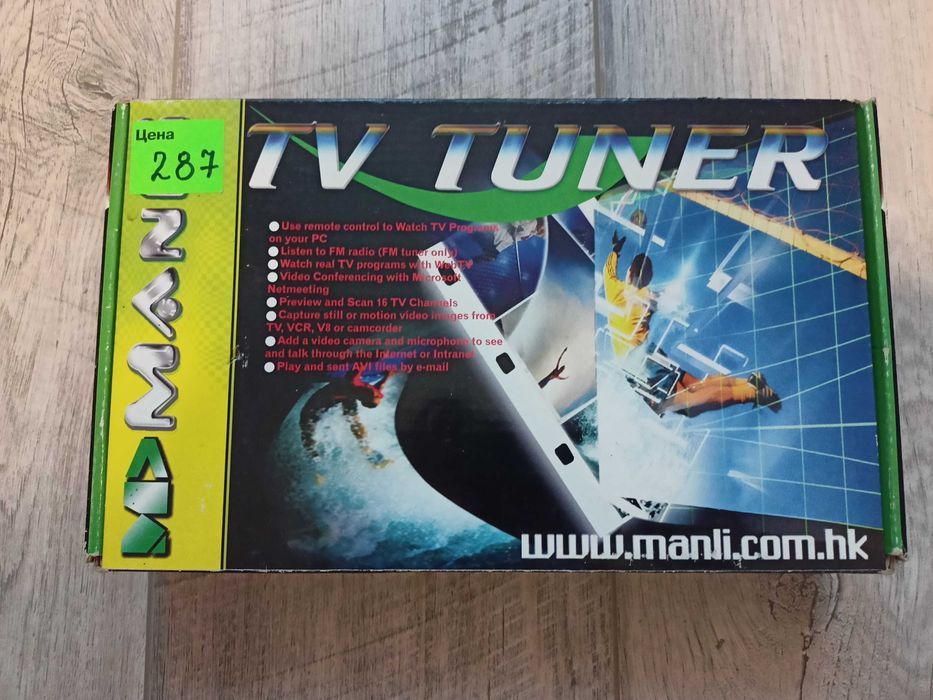 Цена
287
MANLI
TV TUNER
Use remote control to Watch TV Programs
on your PC
Listen to FM radio (FM tuner only)
Watch real TV programs with WebTV
Video Conferencing with Microsoft
Netmeeting
Preview and Scan 16 TV Channels
Capture still or motion video images from
TV, VCR, V8 or camcorder
Add a video camera and microphone to see
and talk through the Internet or Intranet
Play and sent AVI files by e-mail
www.manli.com.hk